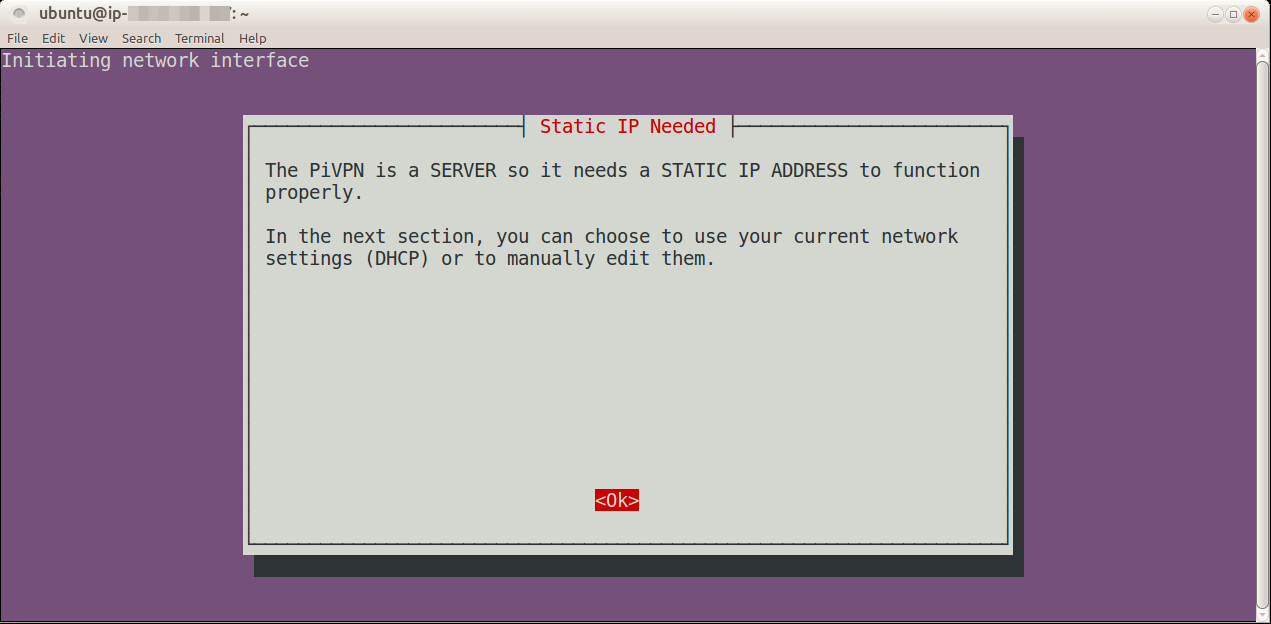 ubuntu@ip- : ~
File Edit View Search Terminal Help
Initiating network interface
Static IP Needed
The PiVPN is a SERVER so it needs a STATIC IP ADDRESS to function
properly.
In the next section, you can choose to use your current network
settings (DHCP) or to manually edit them.
<Ok>